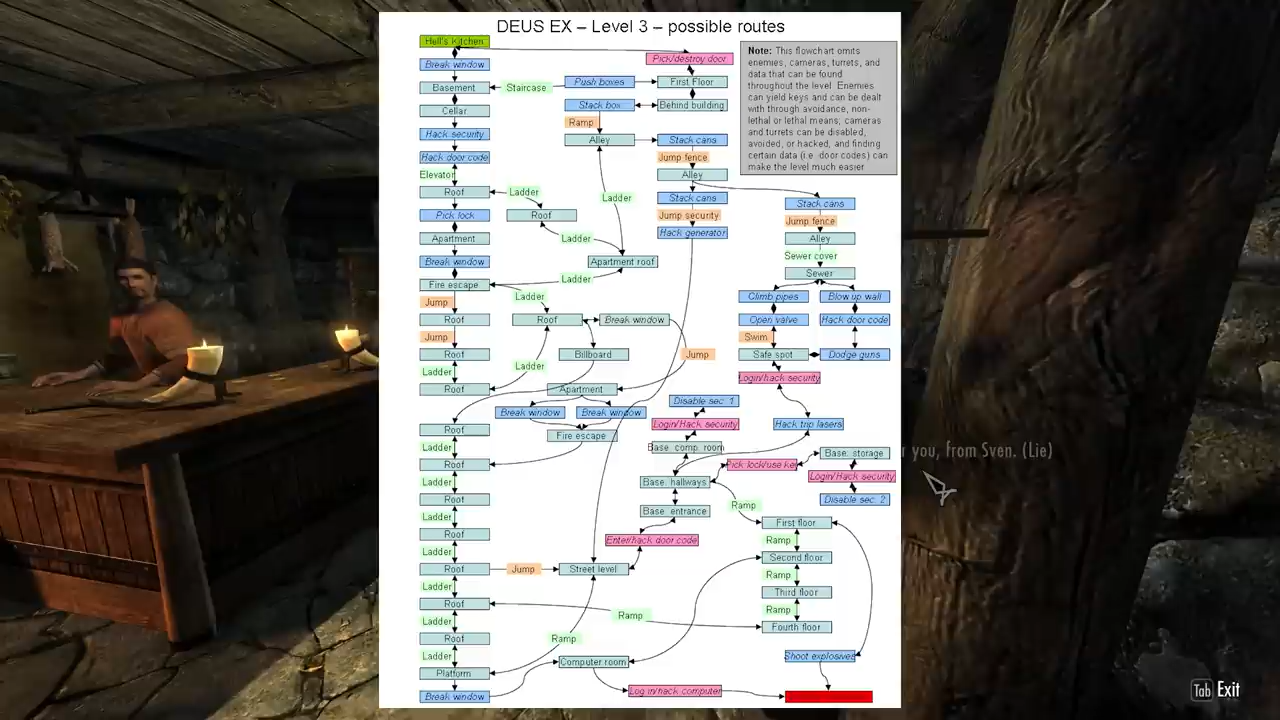 DEUS EX – Level 3 – possible routes
Hell's Kitchen
Note: This flowchart omits
enemies, cameras, turrets, and
data that can be found
throughout the level. Enemies
can yield keys and can be dealt
with through avoidance, non-
lethal or lethal means; cameras
and turrets can be disabled,
avoided, or hacked, and finding
certain data (i.e. door codes) can
make the level much easier
Pick/destroy door
Break window
Push boxes
First Floor
Basement
Staircase
Stack box
Behind building
Cellar
Ramp
Hack security
Alley
Stack cans
Hack door code
Jump fence
Elevator
Alley
Roof
Ladder
Ladder
Stack cans
Stack cans
Pick lock
Roof
Jump security
Jump fence
Hack generator
Apartment
Ladder
Alley
Sewer cover
Break window
Apartment roof
Sewer
Fire escape
Ladder
Ladder
Climb pipes
Blow up wall
Jump
Roof
Roof
Break window
Open valve
Hack door code
Jump
Swim
Roof
Billboard
Jump
Safe spot
Dodge guns
Ladder
Ladder
Login/hack security
Roof
Apartment
Disable sec. 1
Break window
Break window
Login/Hack security
Hack trip lasers
Roof
Fire escape
Ladder
Base comp. room
Base: storage
r you, from Sven. (Lie)
Roof
Pick lock/use key
Login/Hack security
Ladder
Base: hallways
Roof
Disable sec. 2
Ramp
Ladder
Base: entrance
First floor
Roof
Enter/hack door code
Ramp
Ladder
Second floor
Roof
Jump
Street level
Ramp
Ladder
Third floor
Roof
Ramp
Ramp
Ladder
Fourth floor
Roof
Ramp
Ladder
Computer room
Shoot explosives
Platform
Break window
Log in/hack computer
Tab Exit